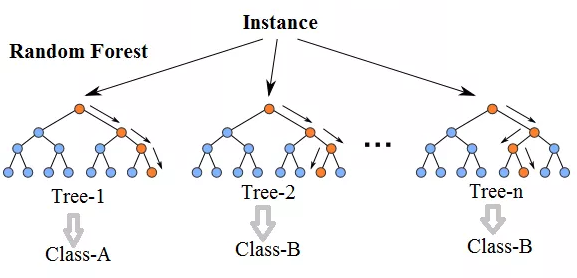 Instance
Random Forest
...
Tree-1
Tree-2
Tree-n
Class-A
Class-B
Class-B